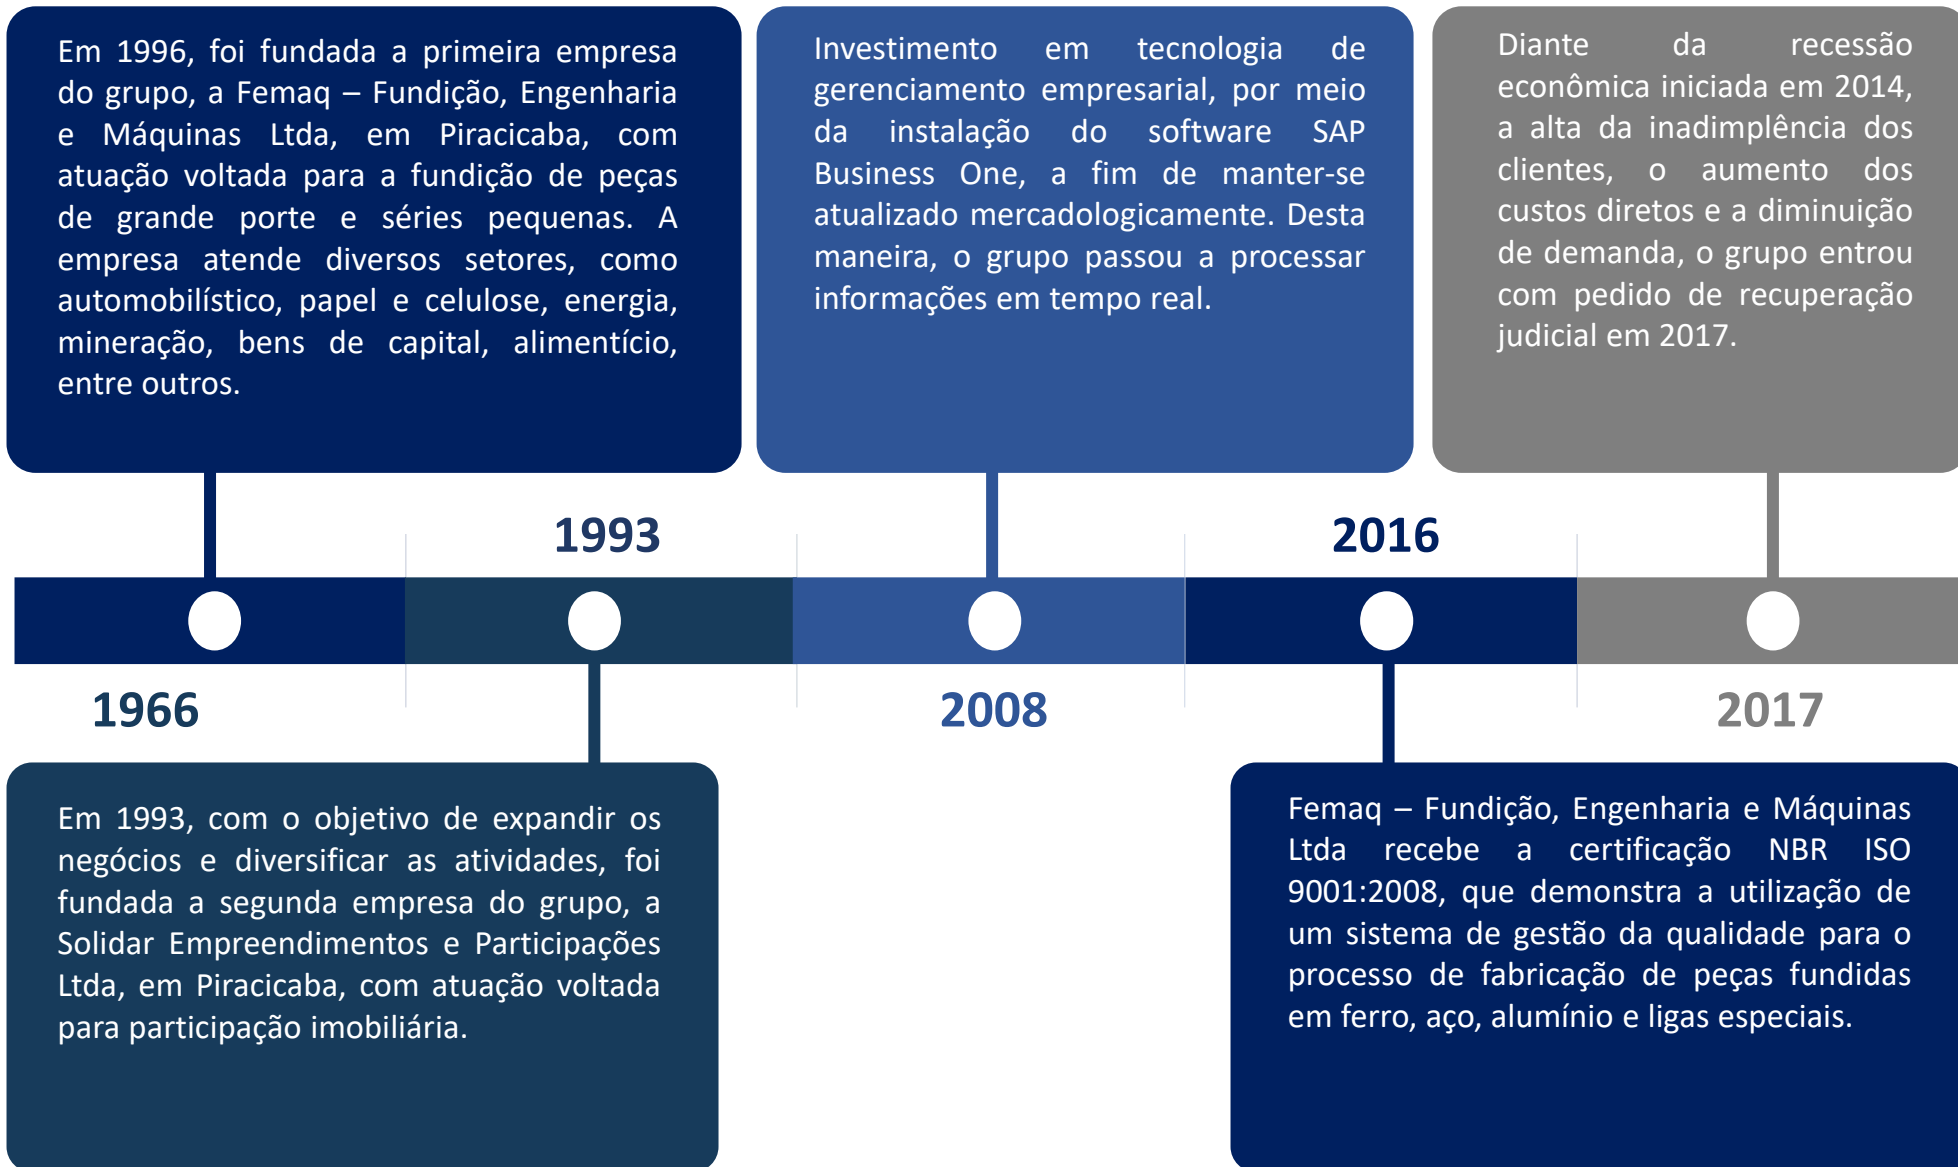 Em 1996, foi fundada a primeira empresa
do grupo, a Femaq – Fundição, Engenharia
e Máquinas Ltda, em Piracicaba, com
atuação voltada para a fundição de peças
de grande porte e séries pequenas. A
empresa atende diversos setores, como
automobilístico, papel e celulose, energia,
mineração, bens de capital, alimentício,
entre outros.
Investimento em tecnologia de
gerenciamento empresarial, por meio
da instalação do software SAP
Business One, a fim de manter-se
atualizado mercadologicamente. Desta
maneira, o grupo passou a processar
informações em tempo real.
Diante da recessão
econômica iniciada em 2014,
a alta da inadimplência dos
clientes, o aumento dos
custos diretos e a diminuição
de demanda, o grupo entrou
com pedido de recuperação
judicial em 2017.
1993
2016
1966
2008
2017
Em 1993, com o objetivo de expandir os
negócios e diversificar as atividades, foi
fundada a segunda empresa do grupo, a
Solidar Empreendimentos e Participações
Ltda, em Piracicaba, com atuação voltada
para participação imobiliária.
Femaq – Fundição, Engenharia e Máquinas
Ltda recebe a certificação NBR ISO
9001:2008, que demonstra a utilização de
um sistema de gestão da qualidade para o
processo de fabricação de peças fundidas
em ferro, aço, alumínio e ligas especiais.